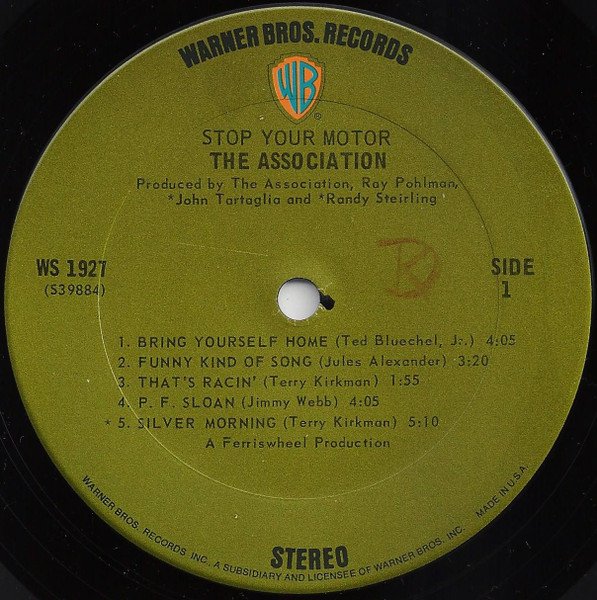 WARNER BROS. RECORDS
WB
®
STOP YOUR MOTOR
THE ASSOCIATION
Produced by The Association, Ray Pohlman,
*John Tartaglia and *Randy Steirling
WS 1927
(S39884)
SIDE
1
1. BRING YOURSELF HOME (Ted Bluechel, Jr.) 4:05
2. FUNNY KIND OF SONG (Jules Alexander) 3:20
3. THAT'S RACIN' (Terry Kirkman) 1:55
4. P. F. SLOAN (Jimmy Webb) 4:05
* 5. SILVER MORNING (Terry Kirkman) 5:10
A Ferriswheel Production
STEREO
WARNER BROS. RECORDS INC., A SUBSIDIARY AND LICENSEE OF WARNER BROS. INC. MADE IN U.S.A.